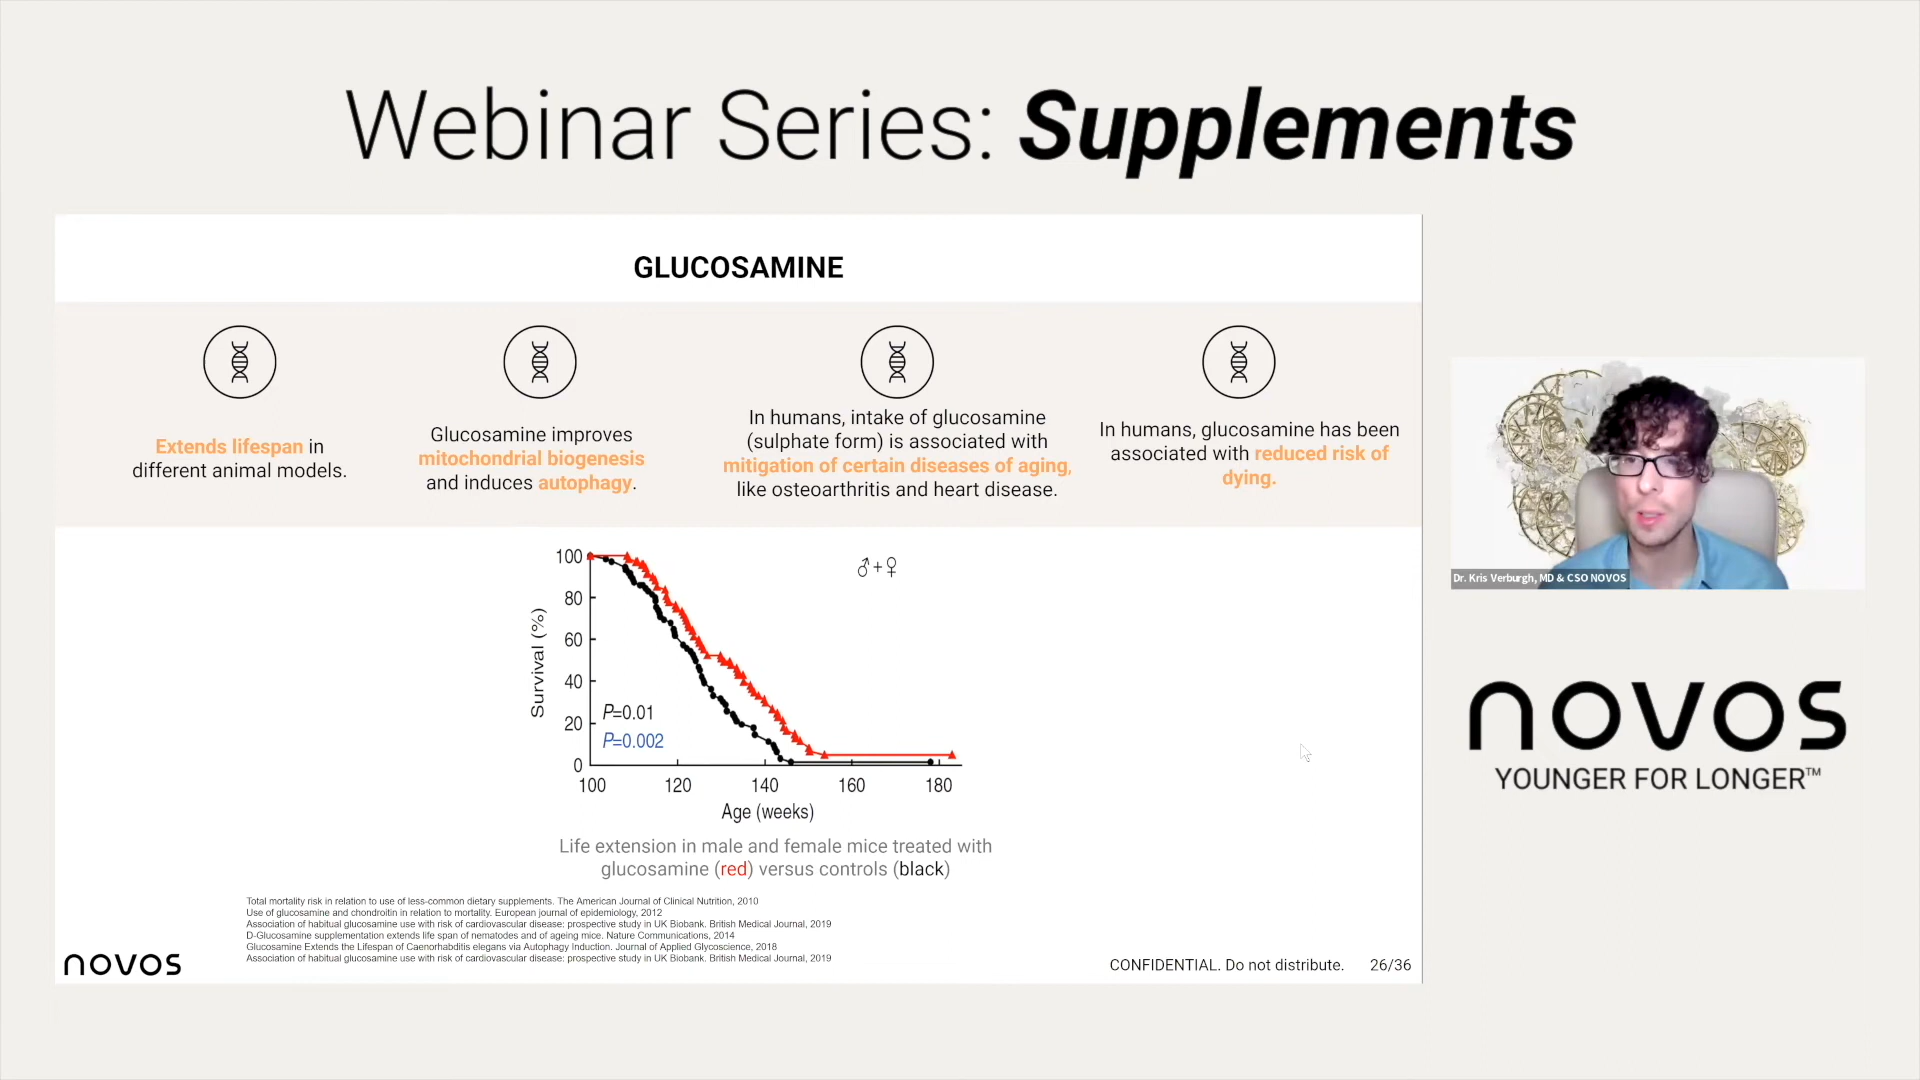 Webinar Series: Supplements
GLUCOSAMINE
Extends lifespan in
different animal models.
Glucosamine improves
mitochondrial biogenesis
and induces autophagy.
In humans, intake of glucosamine
(sulphate form) is associated with
mitigation of certain diseases of aging,
like osteoarthritis and heart disease.
In humans, glucosamine has been
associated with reduced risk of
dying.
♂+♀
Survival (%)
100
80
60
40
20
0
P=0.01
P=0.002
100 120 140 160 180
Age (weeks)
Life extension in male and female mice treated with
glucosamine (red) versus controls (black)
Total mortality risk in relation to use of less-common dietary supplements. The American Journal of Clinical Nutrition, 2010
Use of glucosamine and chondroitin in relation to mortality. European journal of epidemiology, 2012
Association of habitual glucosamine use with risk of cardiovascular disease: prospective study in UK Biobank. British Medical Journal, 2019
D-Glucosamine supplementation extends life span of nematodes and of ageing mice. Nature Communications, 2014
Glucosamine Extends the Lifespan of Caenorhabditis elegans via Autophagy Induction. Journal of Applied Glycoscience, 2018
Association of habitual glucosamine use with risk of cardiovascular disease: prospective study in UK Biobank. British Medical Journal, 2019
novos
CONFIDENTIAL. Do not distribute. 26/36
Dr. Kris Verburgh, MD & CSO NOVOS
novos
YOUNGER FOR LONGER™